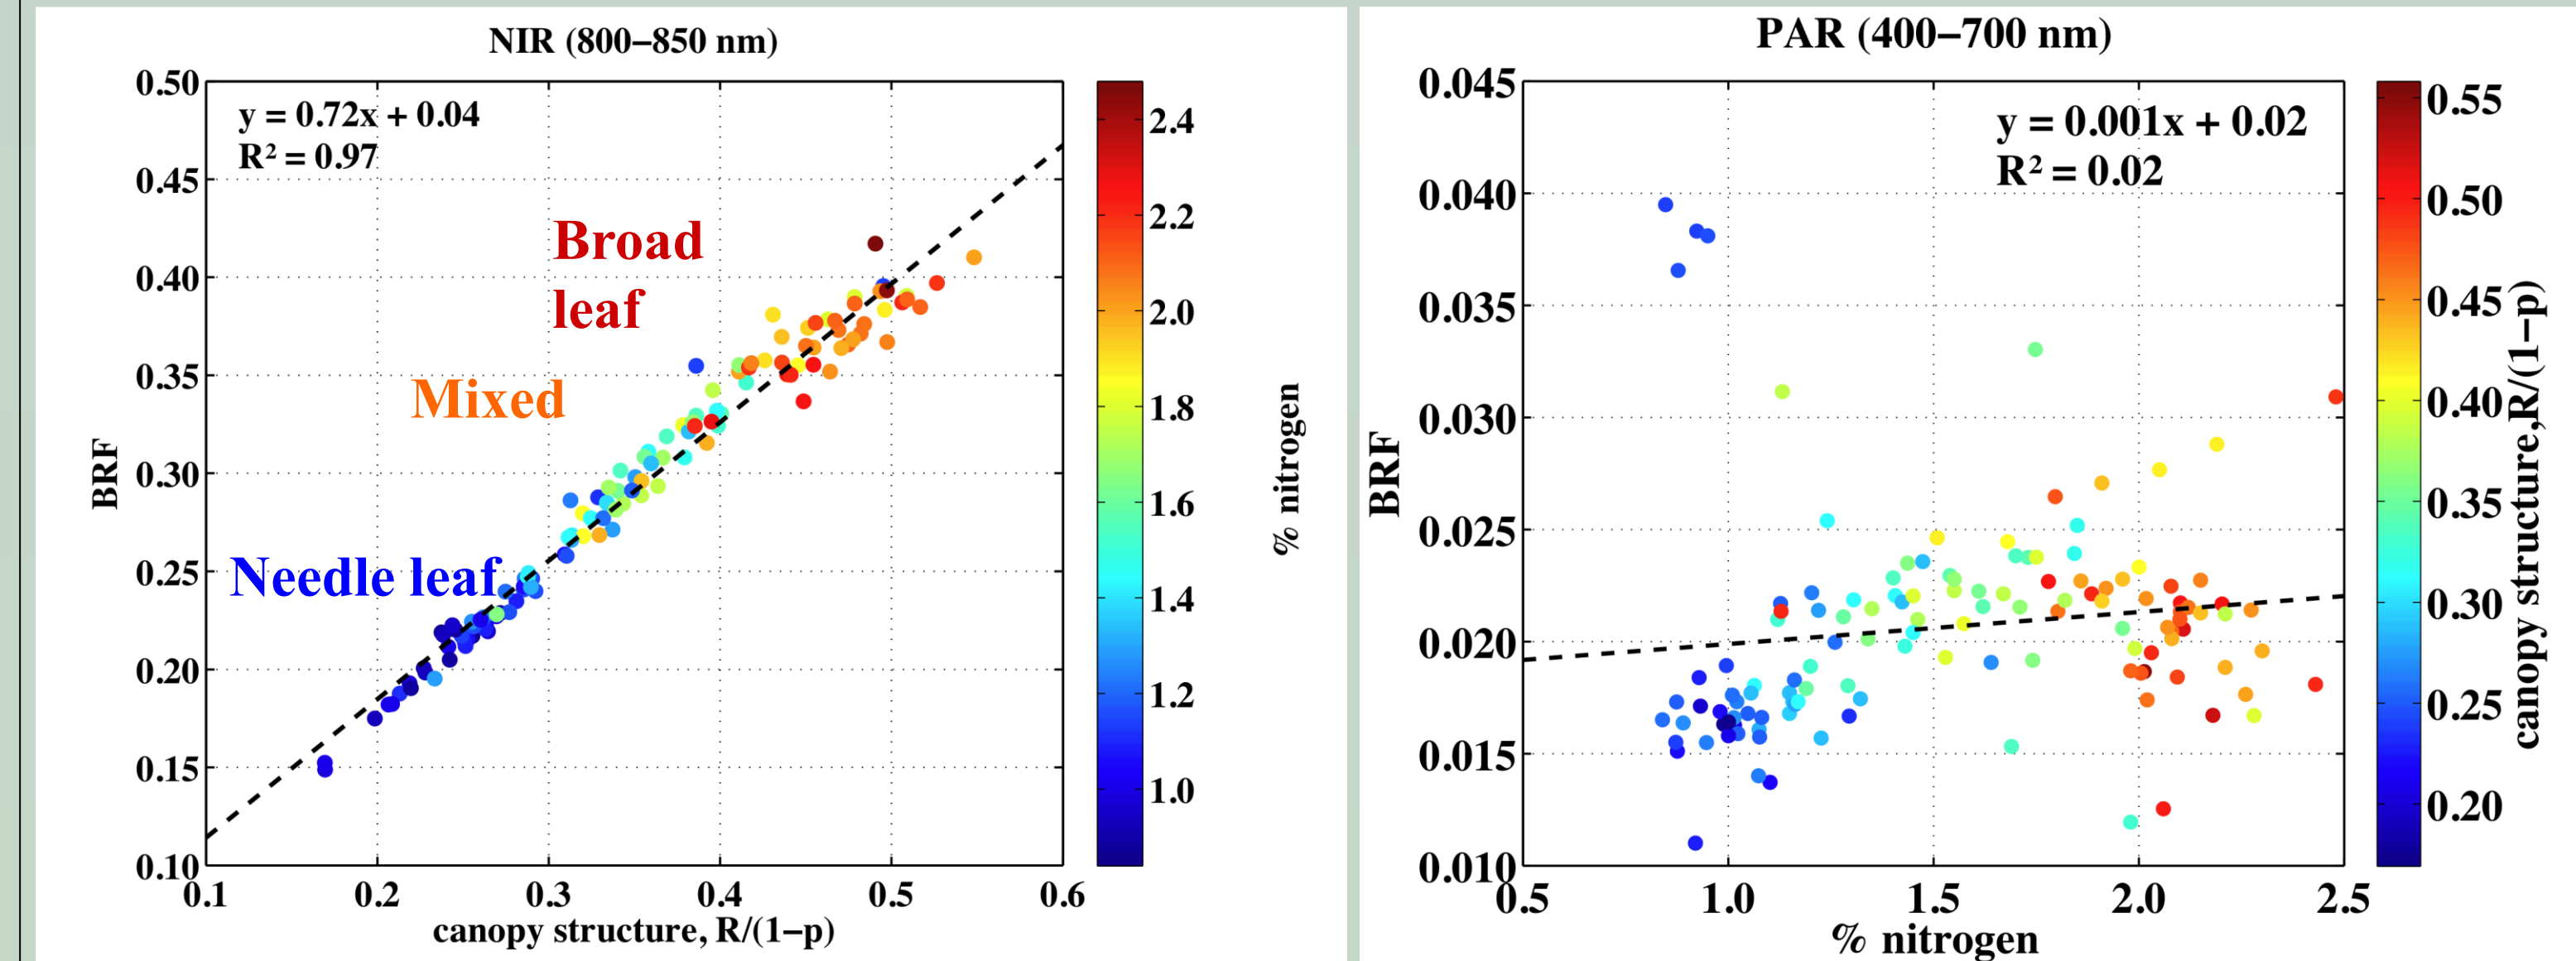 NIR (800–850 nm)
y = 0.72x + 0.04
R² = 0.97
Broad
leaf
Mixed
Needle leaf
BRF
0.50
0.45
0.40
0.35
0.30
0.25
0.20
0.15
0.10
0.1
0.2
0.3
0.4
0.5
0.6
canopy structure, R/(1–p)
2.4
2.2
2.0
1.8
1.6
1.4
1.2
1.0
% nitrogen
PAR (400–700 nm)
y = 0.001x + 0.02
R² = 0.02
BRF
0.045
0.040
0.035
0.030
0.025
0.020
0.015
0.010
0.5
1.0
1.5
2.0
2.5
% nitrogen
0.55
0.50
0.45
0.40
0.35
0.30
0.25
0.20
canopy structure,R/(1–p)